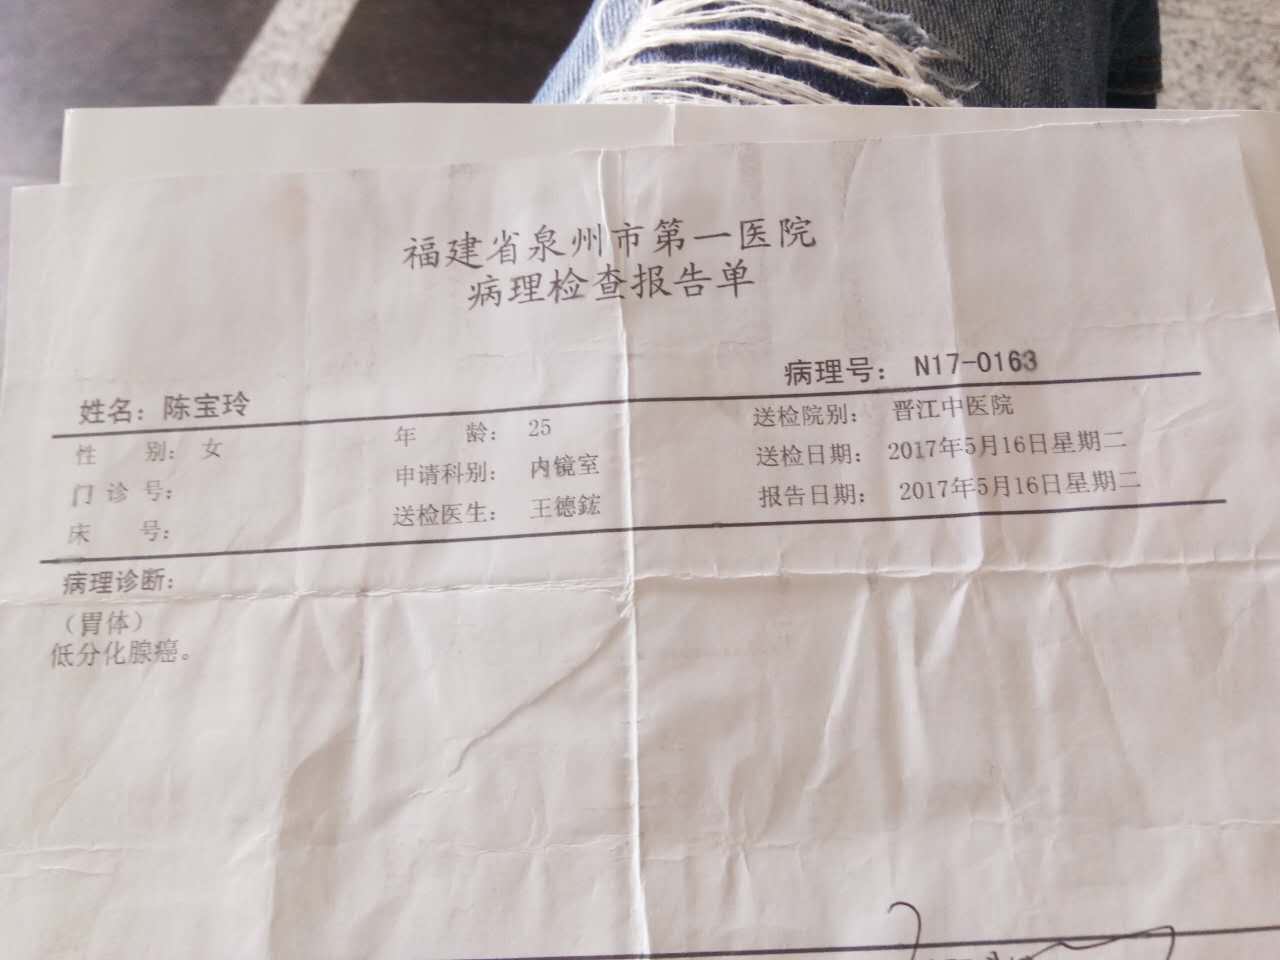 福建省泉州市第一医院
病理检查报告单
病理号： N17-0163
姓名：陈宝玲
性 别：女 年 龄： 25 送检院别： 晋江中医院
门 诊 号： 申请科别： 内镜室 送检日期： 2017年5月16日星期二
床 号： 送检医生： 王德鋐 报告日期： 2017年5月16日星期二
病理诊断：
（胃体）
低分化腺癌。